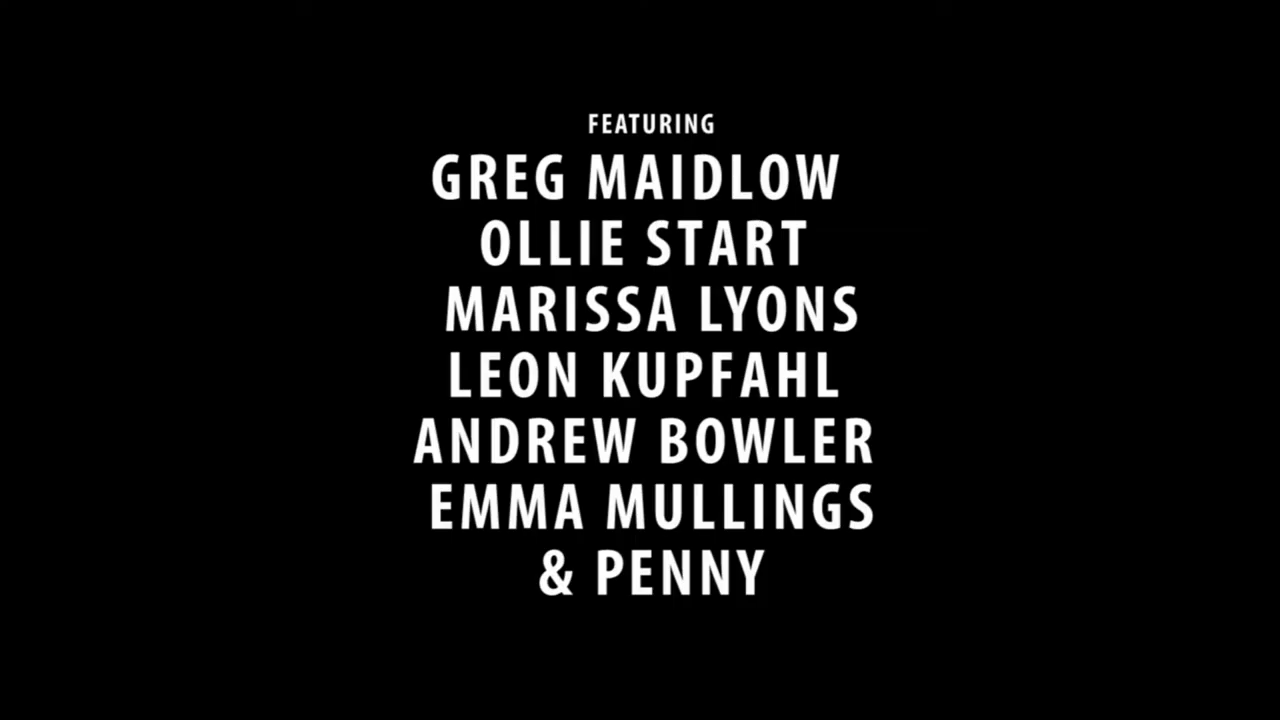 FEATURING
GREG MAIDLOW
OLLIE START
MARISSA LYONS
LEON KUPFAHL
ANDREW BOWLER
EMMA MULLINGS
& PENNY